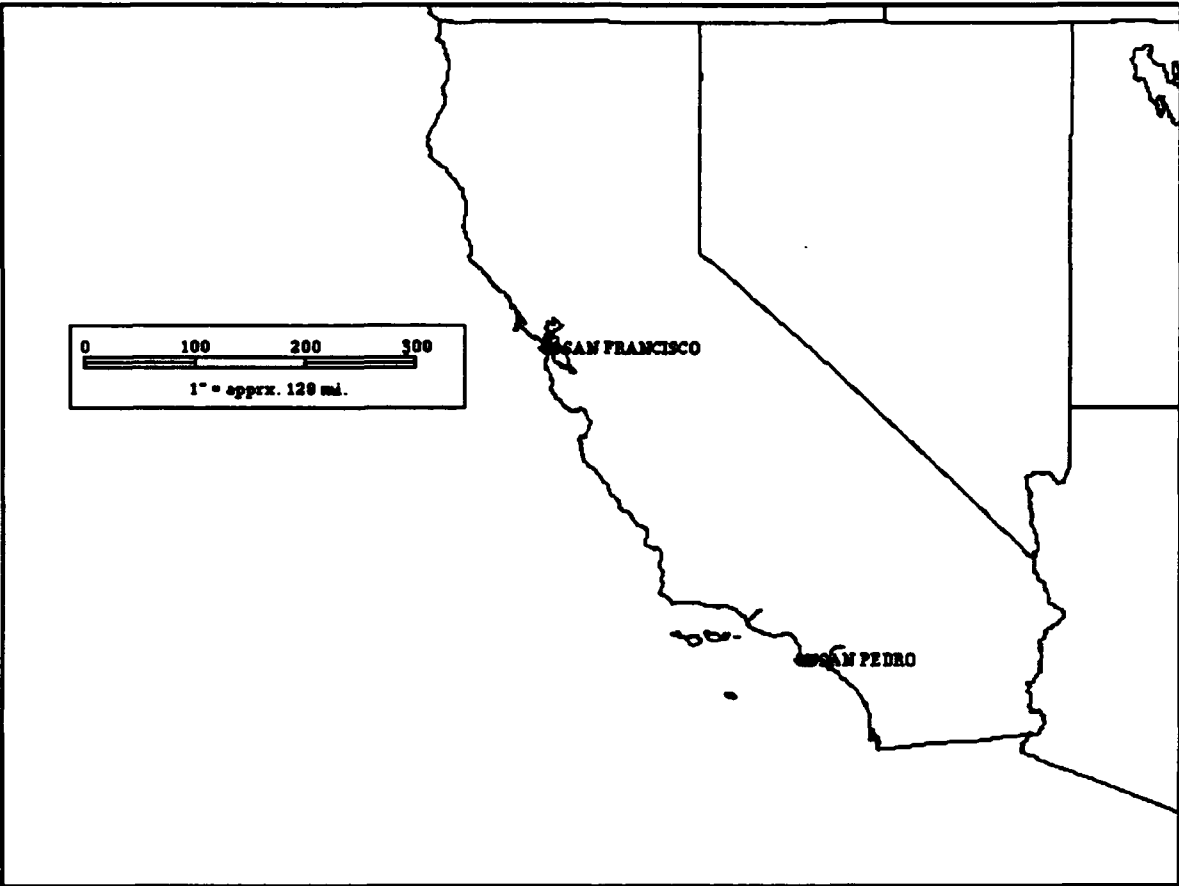 0 100 200 300
1" = apprx. 128 mi.
SAN FRANCISCO
SAN PEDRO